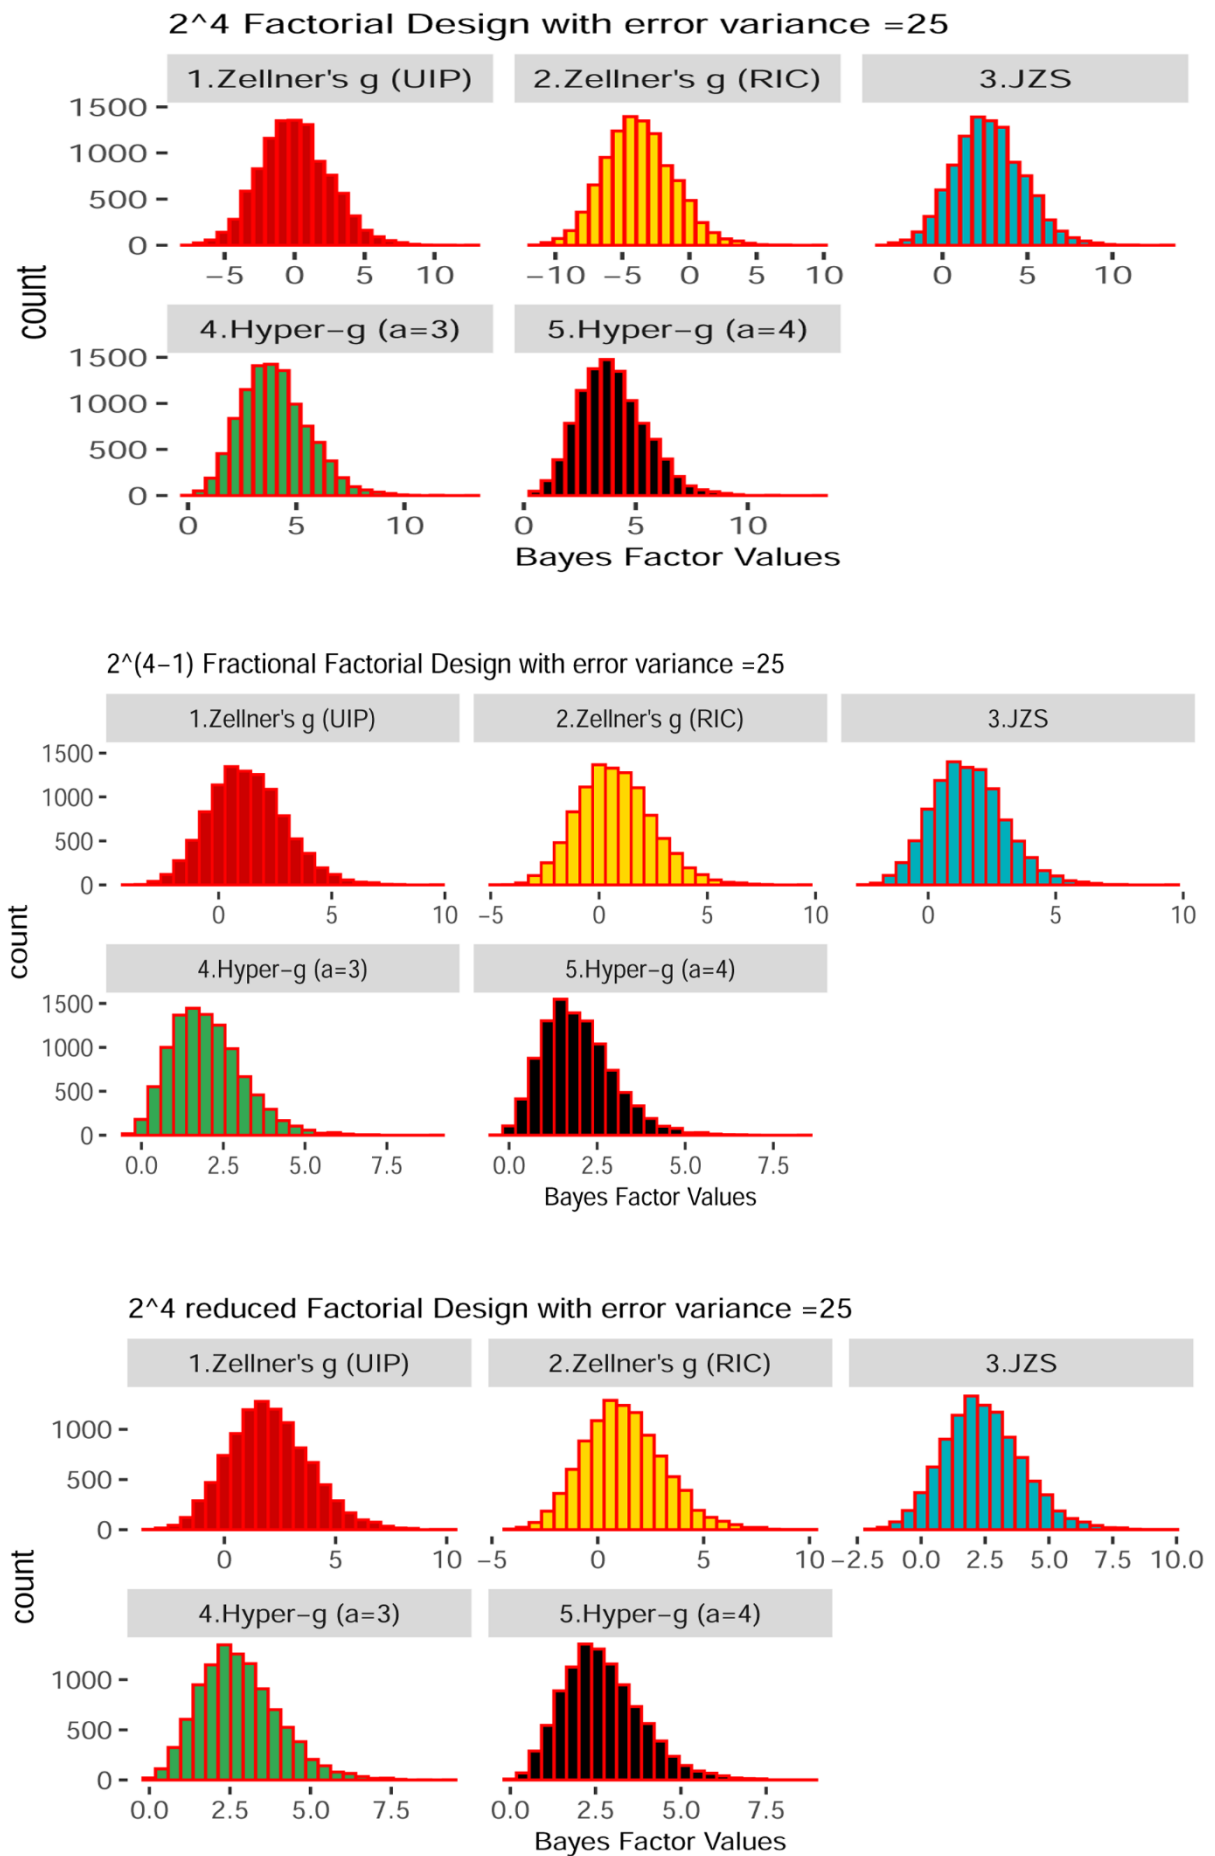 2^4 Factorial Design with error variance =25
1.Zellner's g (UIP) 2.Zellner's g (RIC) 3.JZS
1500
1000
500
0
−5 0 5 10 −10 −5 0 5 10 0 5 10
count
4.Hyper−g (a=3) 5.Hyper−g (a=4)
1500
1000
500
0
0 5 10 0 5 10
Bayes Factor Values
2^(4−1) Fractional Factorial Design with error variance =25
1.Zellner's g (UIP) 2.Zellner's g (RIC) 3.JZS
1500
1000
500
0
0 5 10 −5 0 5 10 0 5 10
count
4.Hyper−g (a=3) 5.Hyper−g (a=4)
1500
1000
500
0
0.0 2.5 5.0 7.5 0.0 2.5 5.0 7.5
Bayes Factor Values
2^4 reduced Factorial Design with error variance =25
1.Zellner's g (UIP) 2.Zellner's g (RIC) 3.JZS
1000
500
0
0 5 10 −5 0 5 10 −2.5 0.0 2.5 5.0 7.5 10.0
count
4.Hyper−g (a=3) 5.Hyper−g (a=4)
1000
500
0
0.0 2.5 5.0 7.5 0.0 2.5 5.0 7.5
Bayes Factor Values